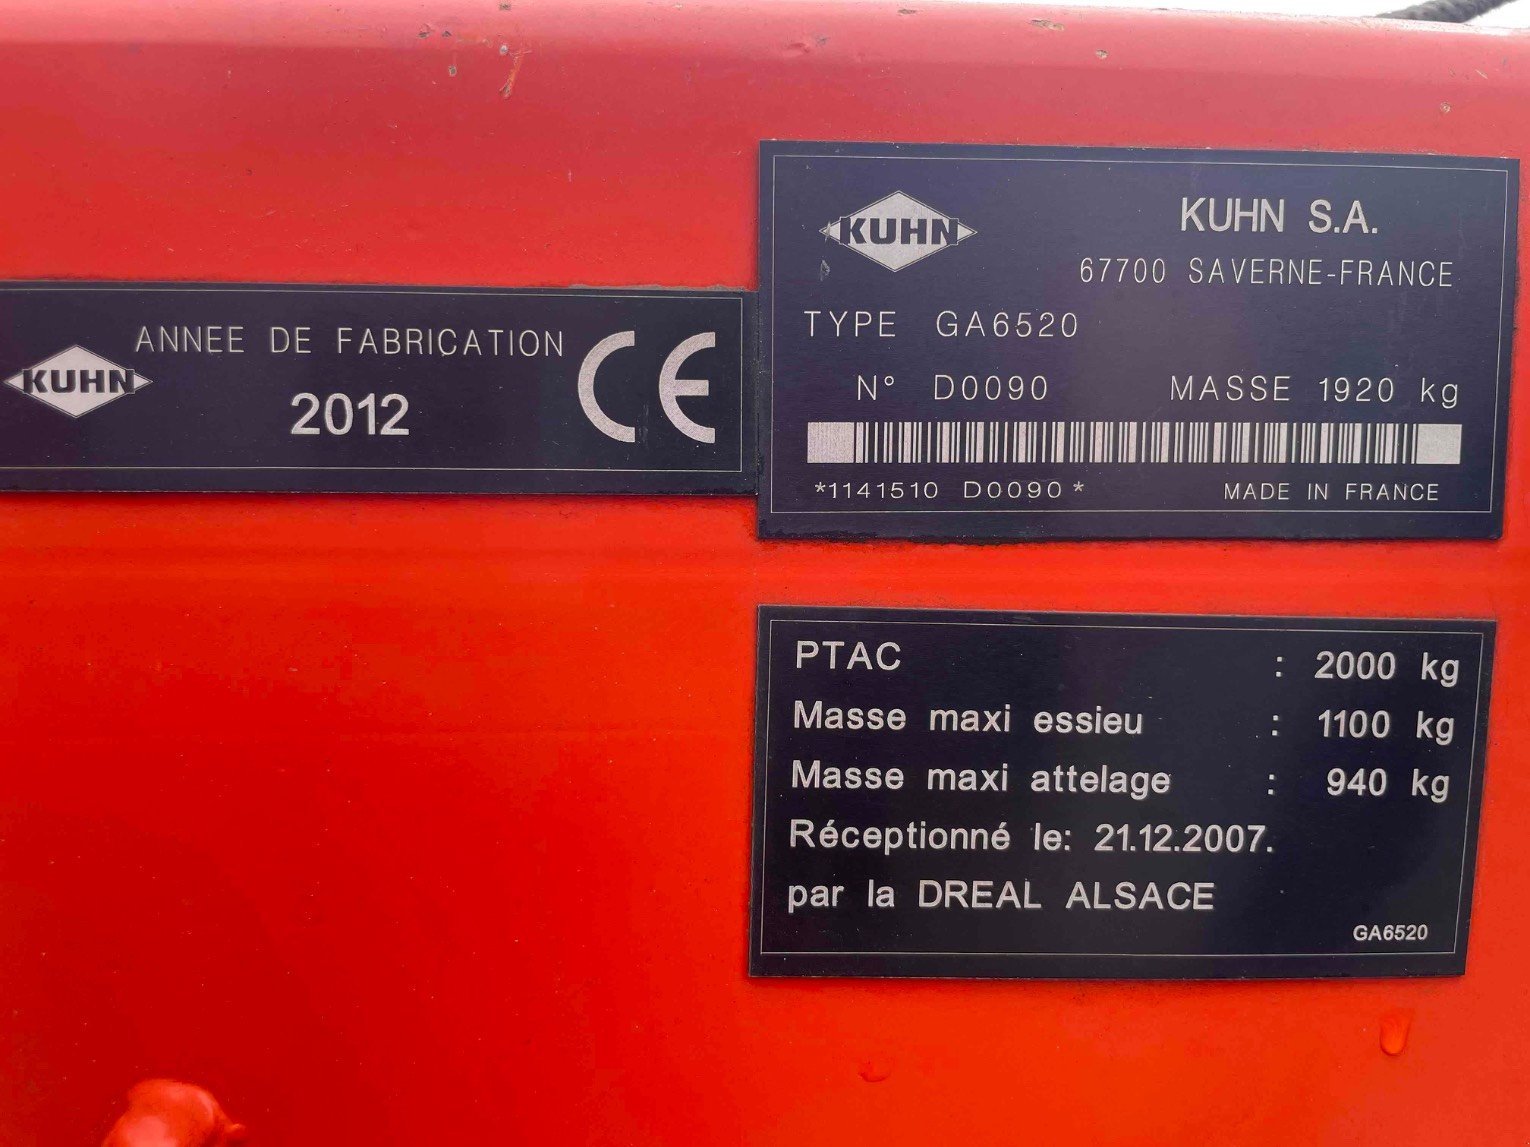 KUHN
ANNEE DE FABRICATION
2012
CE
KUHN
KUHN S.A.
67700 SAVERNE-FRANCE
TYPE GA6520
N° D0090 MASSE 1920 kg
*1141510 D0090* MADE IN FRANCE
PTAC : 2000 kg
Masse maxi essieu : 1100 kg
Masse maxi attelage : 940 kg
Réceptionné le: 21.12.2007.
par la DREAL ALSACE
GA6520